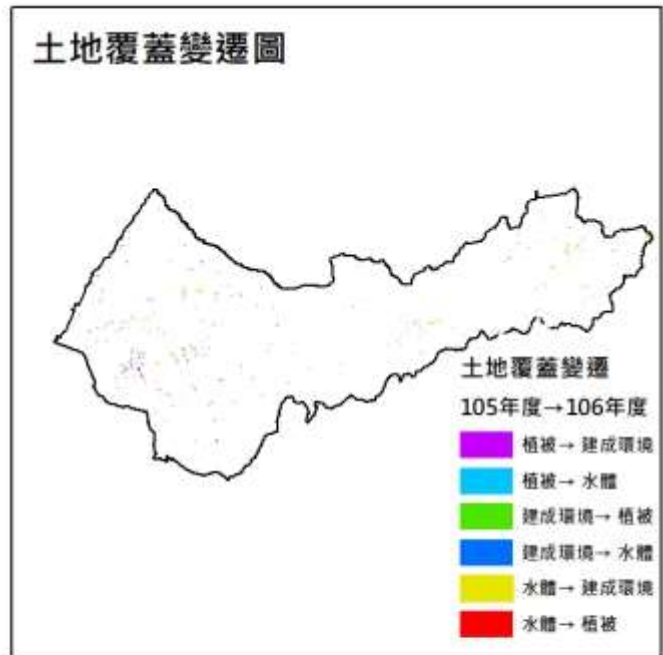 土地覆蓋變遷圖
土地覆蓋變遷
105年度→106年度
植被→建成環境
植被→水體
建成環境→植被
建成環境→水體
水體→建成環境
水體→植被